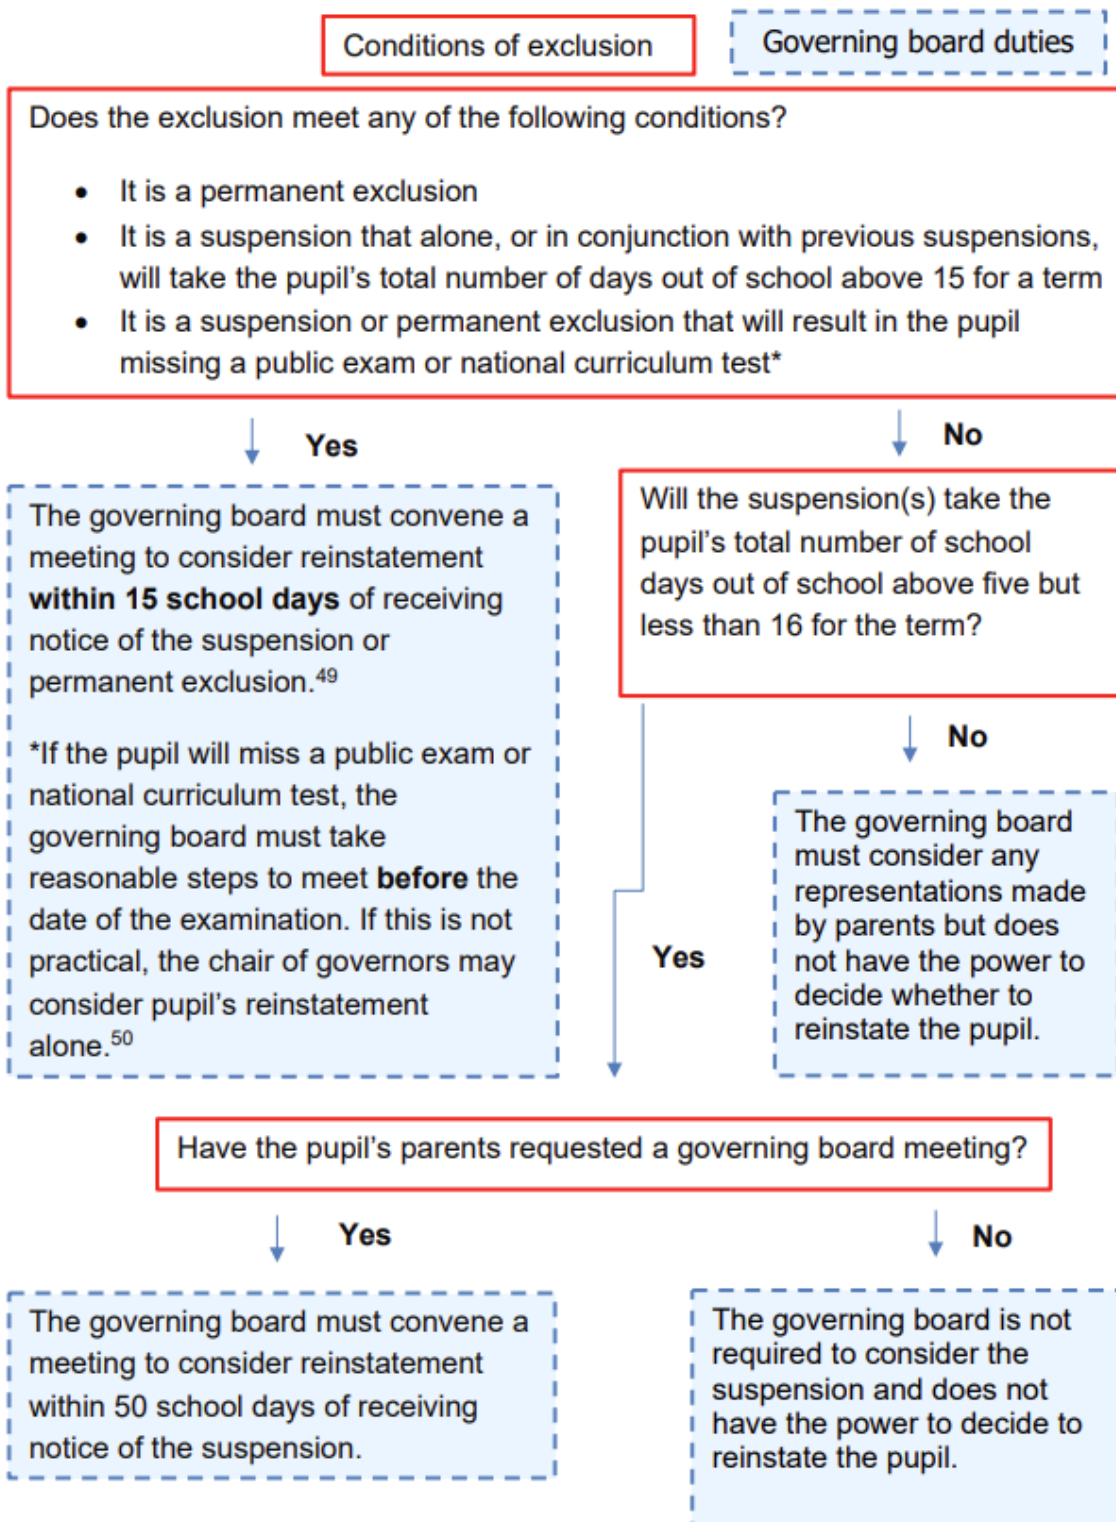 Conditions of exclusion
Governing board duties
Does the exclusion meet any of the following conditions?
• It is a permanent exclusion
• It is a suspension that alone, or in conjunction with previous suspensions,
will take the pupil’s total number of days out of school above 15 for a term
• It is a suspension or permanent exclusion that will result in the pupil
missing a public exam or national curriculum test*
Yes
No
The governing board must convene a
meeting to consider reinstatement
within 15 school days of receiving
notice of the suspension or
permanent exclusion.49
*If the pupil will miss a public exam or
national curriculum test, the
governing board must take
reasonable steps to meet before the
date of the examination. If this is not
practical, the chair of governors may
consider pupil’s reinstatement
alone.50
Will the suspension(s) take the
pupil’s total number of school
days out of school above five but
less than 16 for the term?
No
The governing board
must consider any
representations made
by parents but does
not have the power to
decide whether to
reinstate the pupil.
Yes
Have the pupil’s parents requested a governing board meeting?
Yes
No
The governing board must convene a
meeting to consider reinstatement
within 50 school days of receiving
notice of the suspension.
The governing board is not
required to consider the
suspension and does not
have the power to decide to
reinstate the pupil.